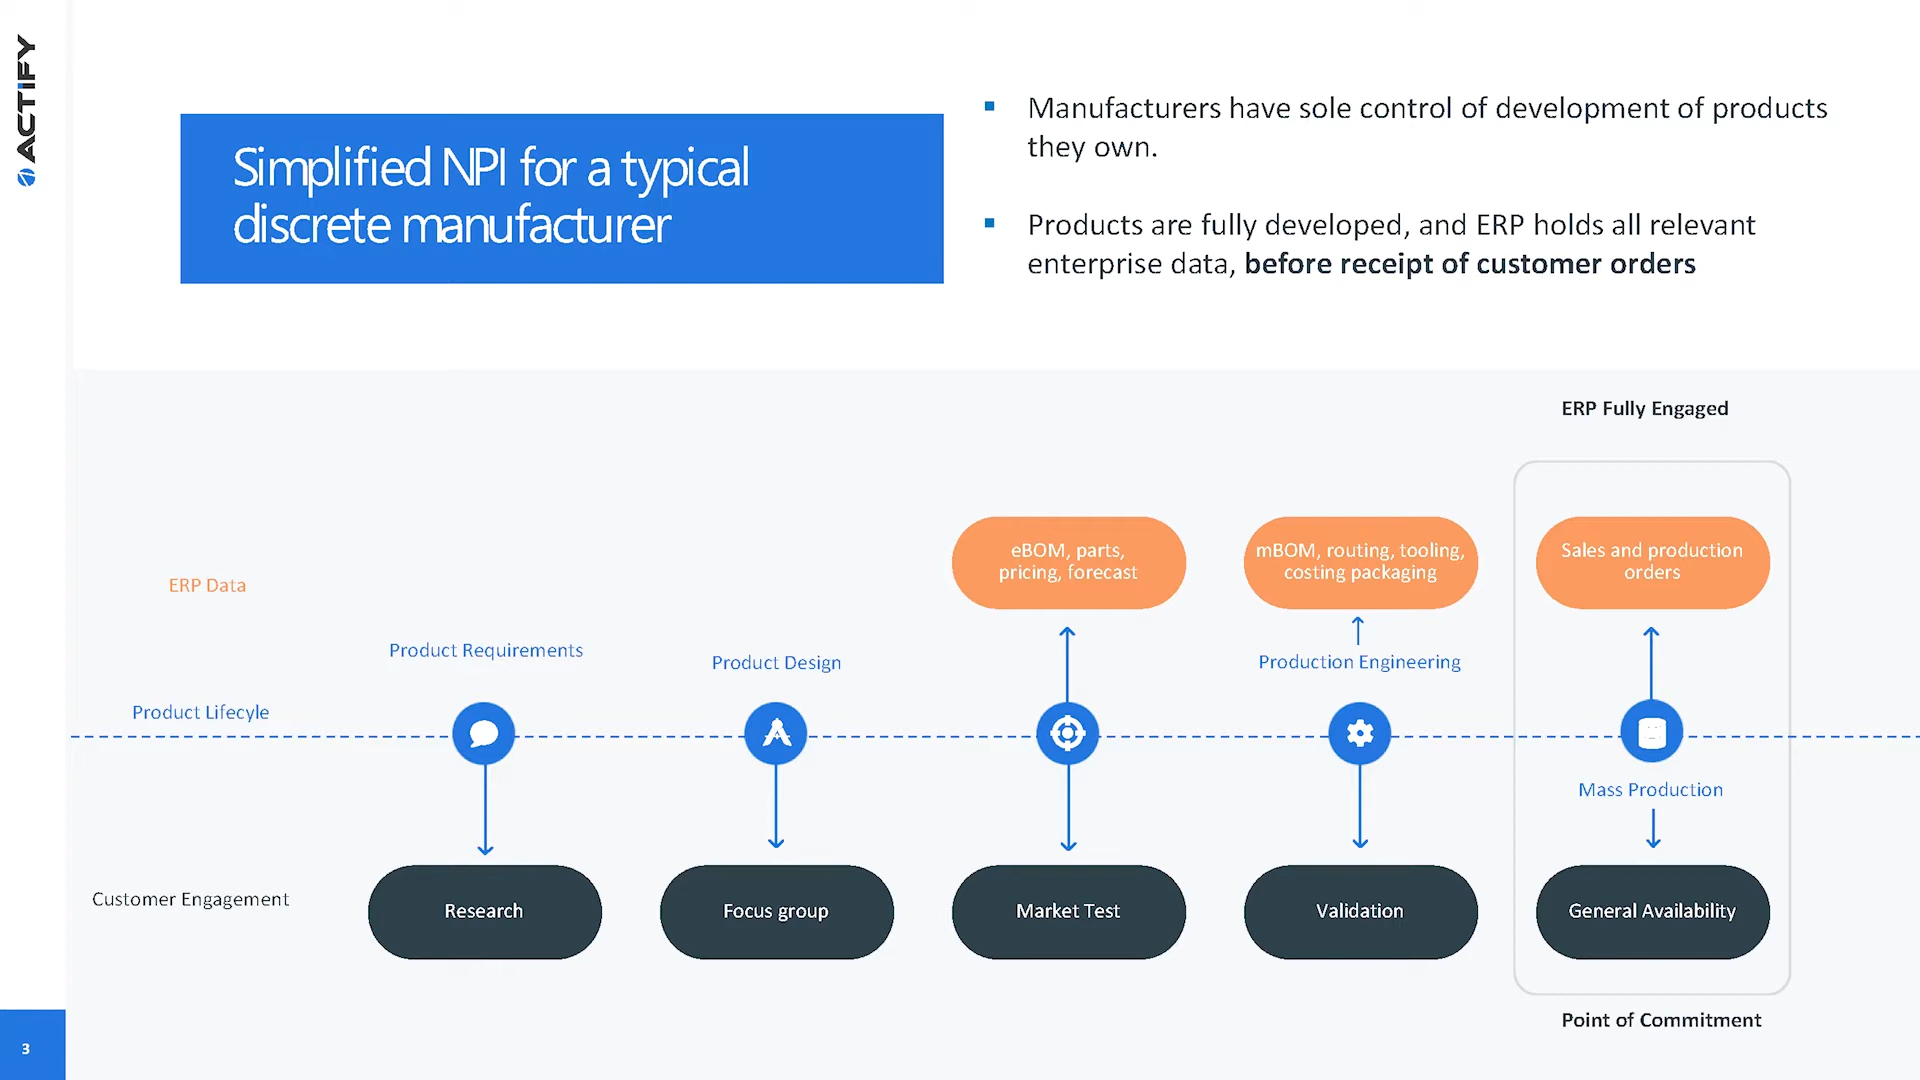 ACTIFY
Simplified NPI for a typical
discrete manufacturer
Manufacturers have sole control of development of products
they own.
Products are fully developed, and ERP holds all relevant
enterprise data, before receipt of customer orders
ERP Fully Engaged
ERP Data
eBOM, parts,
pricing, forecast
mBOM, routing, tooling,
costing packaging
Sales and production
orders
Product Requirements
Product Design
Production Engineering
Product Lifecyle
Mass Production
Customer Engagement
Research
Focus group
Market Test
Validation
General Availability
Point of Commitment
3